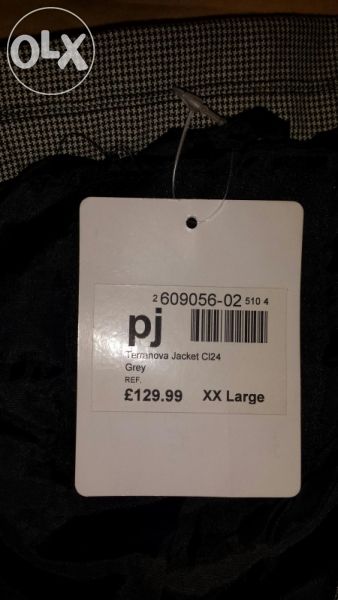 OLX
2 609056-02 510 4
pj
Terranova Jacket Cl24
Grey
REF.
£129.99 XX Large